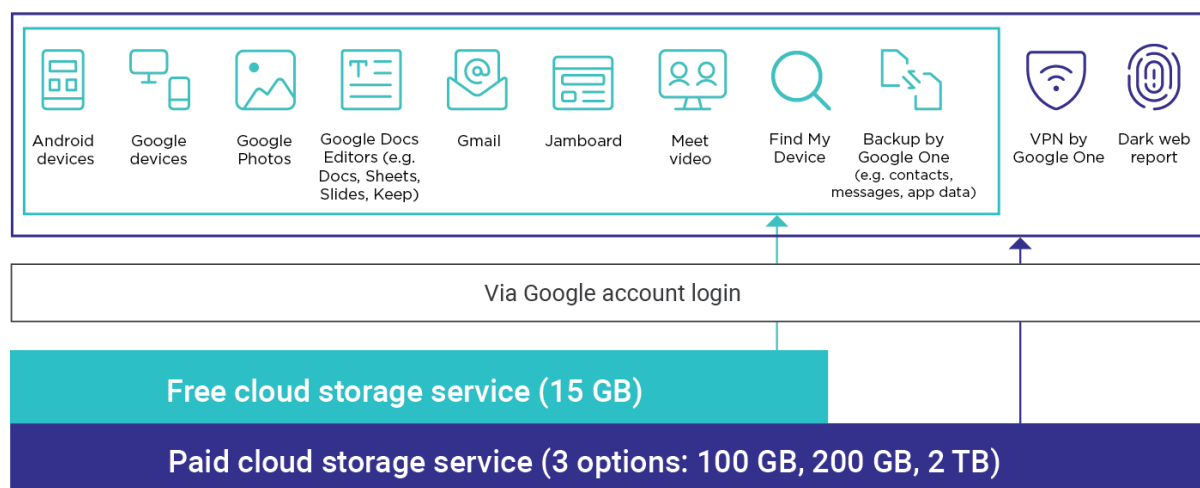 Android
devices
Google
devices
Google
Photos
Google Docs
Editors (e.g.
Docs, Sheets,
Slides, Keep)
Gmail
Jamboard
Meet
video
Find My
Device
Backup by
Google One
(e.g. contacts,
messages, app data)
VPN by
Google One
Dark web
report
Via Google account login
Free cloud storage service (15 GB)
Paid cloud storage service (3 options: 100 GB, 200 GB, 2 TB)